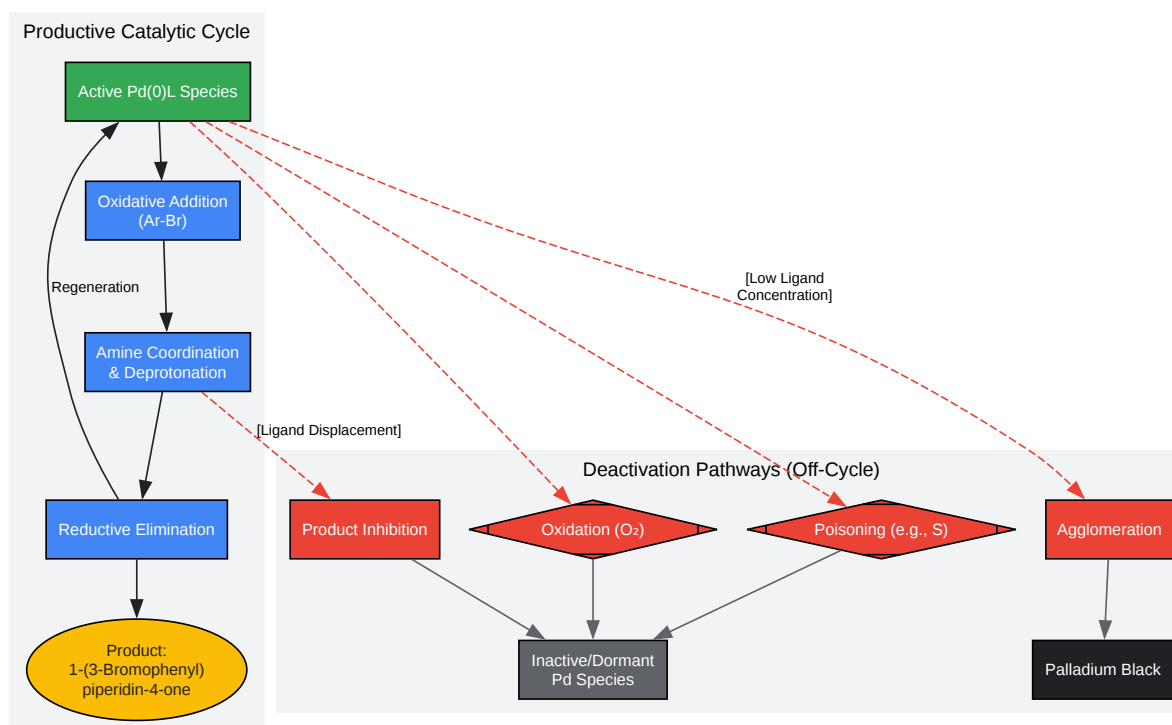 Productive Catalytic Cycle
Active Pd(0)L Species
Oxidative Addition
(Ar-Br)
Regeneration
[Low Ligand
Concentration]
Amine Coordination
& Deprotonation
[Ligand Displacement]
Deactivation Pathways (Off-Cycle)
Reductive Elimination
Product Inhibition
Oxidation (O₂)
Poisoning (e.g., S)
Agglomeration
Product:
1-(3-Bromophenyl)
piperidin-4-one
Inactive/Dormant
Pd Species
Palladium Black